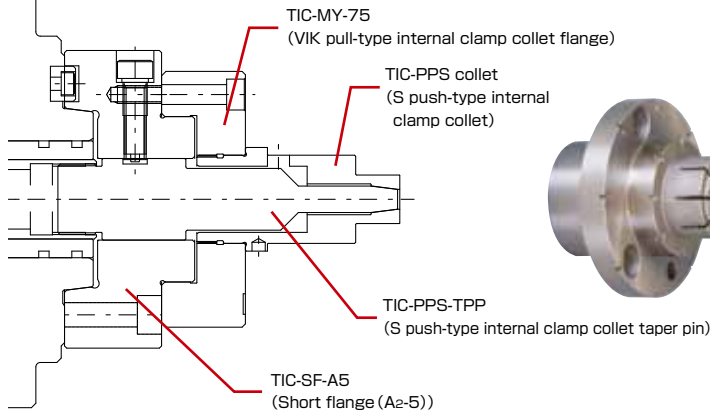 TIC-MY-75
(VIK pull-type internal clamp collet flange)
TIC-PPS collet
(S push-type internal
clamp collet)
TIC-PPS-TPP
(S push-type internal clamp collet taper pin)
TIC-SF-A5
(Short flange (A2-5))